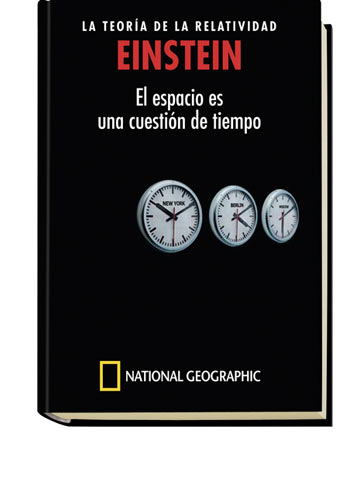 LA TEORÍA DE LA RELATIVIDAD
EINSTEIN
El espacio es
una cuestión de tiempo
NEW YORK
BERLIN
NATIONAL GEOGRAPHIC